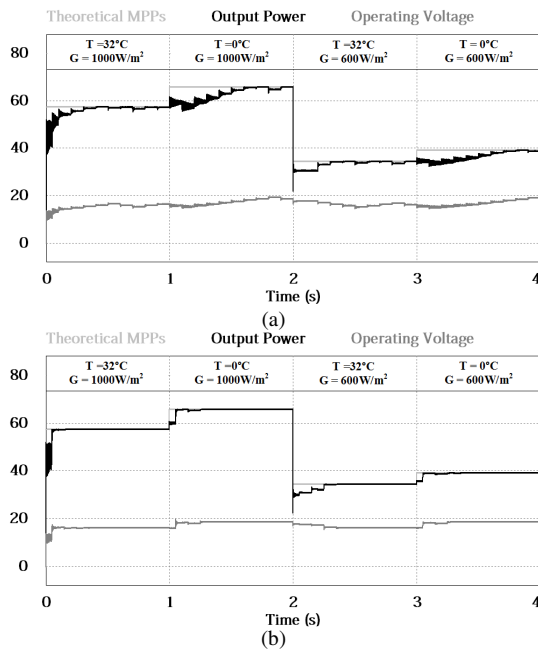 Theoretical MPPs Output Power Operating Voltage
80
T =32°C T =0°C T =32°C T = 0°C
G = 1000W/m² G = 1000W/m² G = 600W/m² G = 600W/m²
60
40
20
0
0 1 2 3 4
Time (s)
(a)
Theoretical MPPs Output Power Operating Voltage
80
T =32°C T =0°C T =32°C T = 0°C
G = 1000W/m² G = 1000W/m² G = 600W/m² G = 600W/m²
60
40
20
0
0 1 2 3 4
Time (s)
(b)